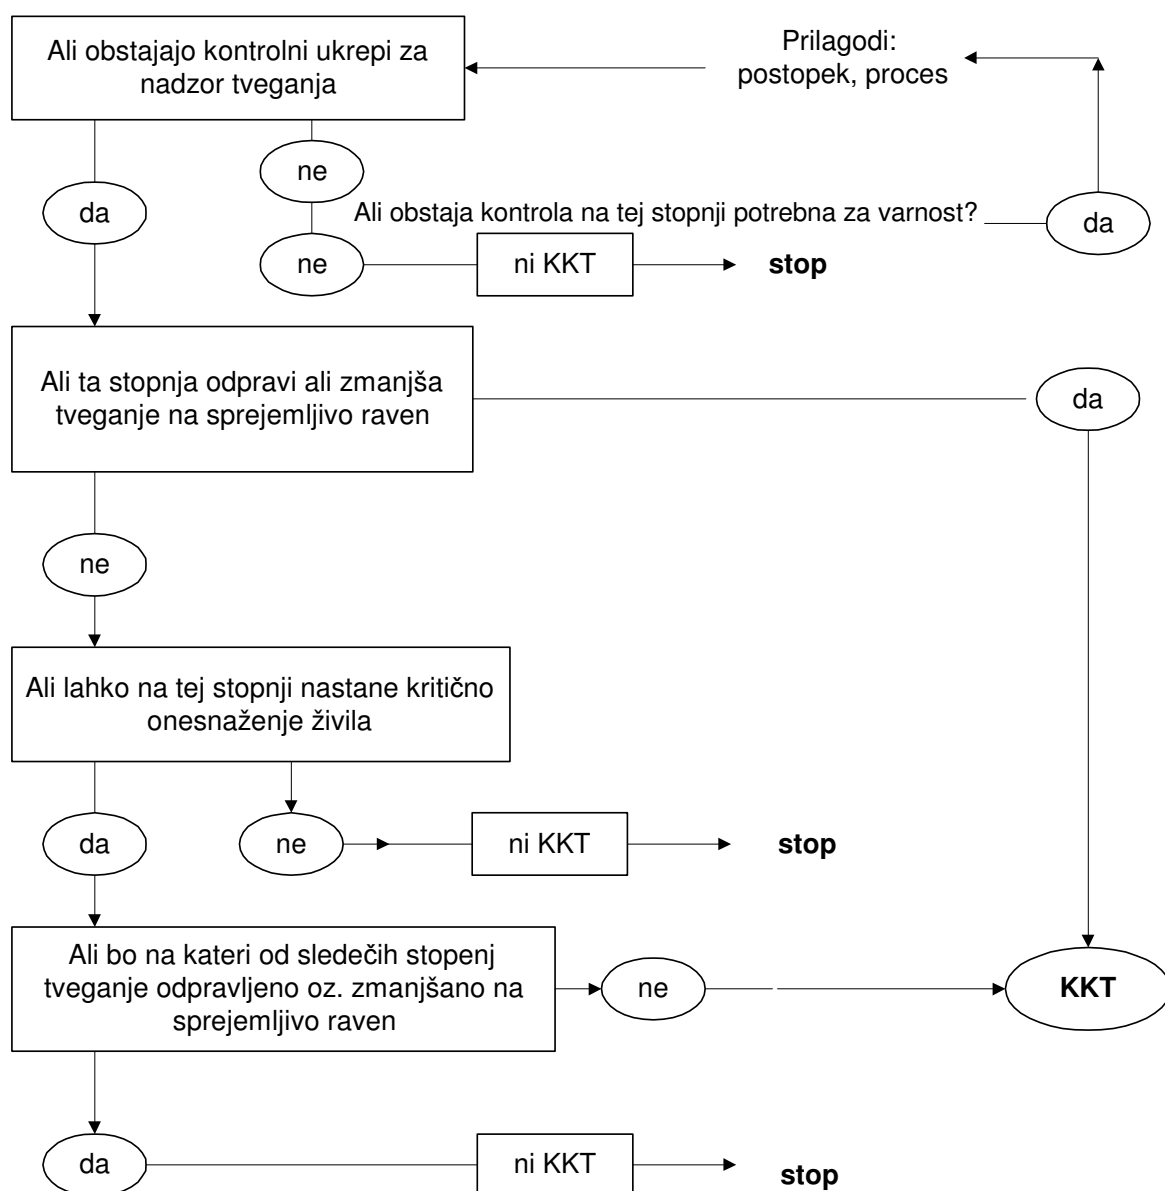 Ali obstajajo kontrolni ukrepi za
nadzor tveganja
Prilagodi:
postopek, proces
ne
da
Ali obstaja kontrola na tej stopnji potrebna za varnost?
da
ne
ni KKT
stop
Ali ta stopnja odpravi ali zmanjša
tveganje na sprejemljivo raven
da
ne
Ali lahko na tej stopnji nastane kritično
onesnaženje živila
da
ne
ni KKT
stop
Ali bo na kateri od sledečih stopenj
tveganje odpravljeno oz. zmanjšano na
sprejemljivo raven
ne
KKT
da
ni KKT
stop